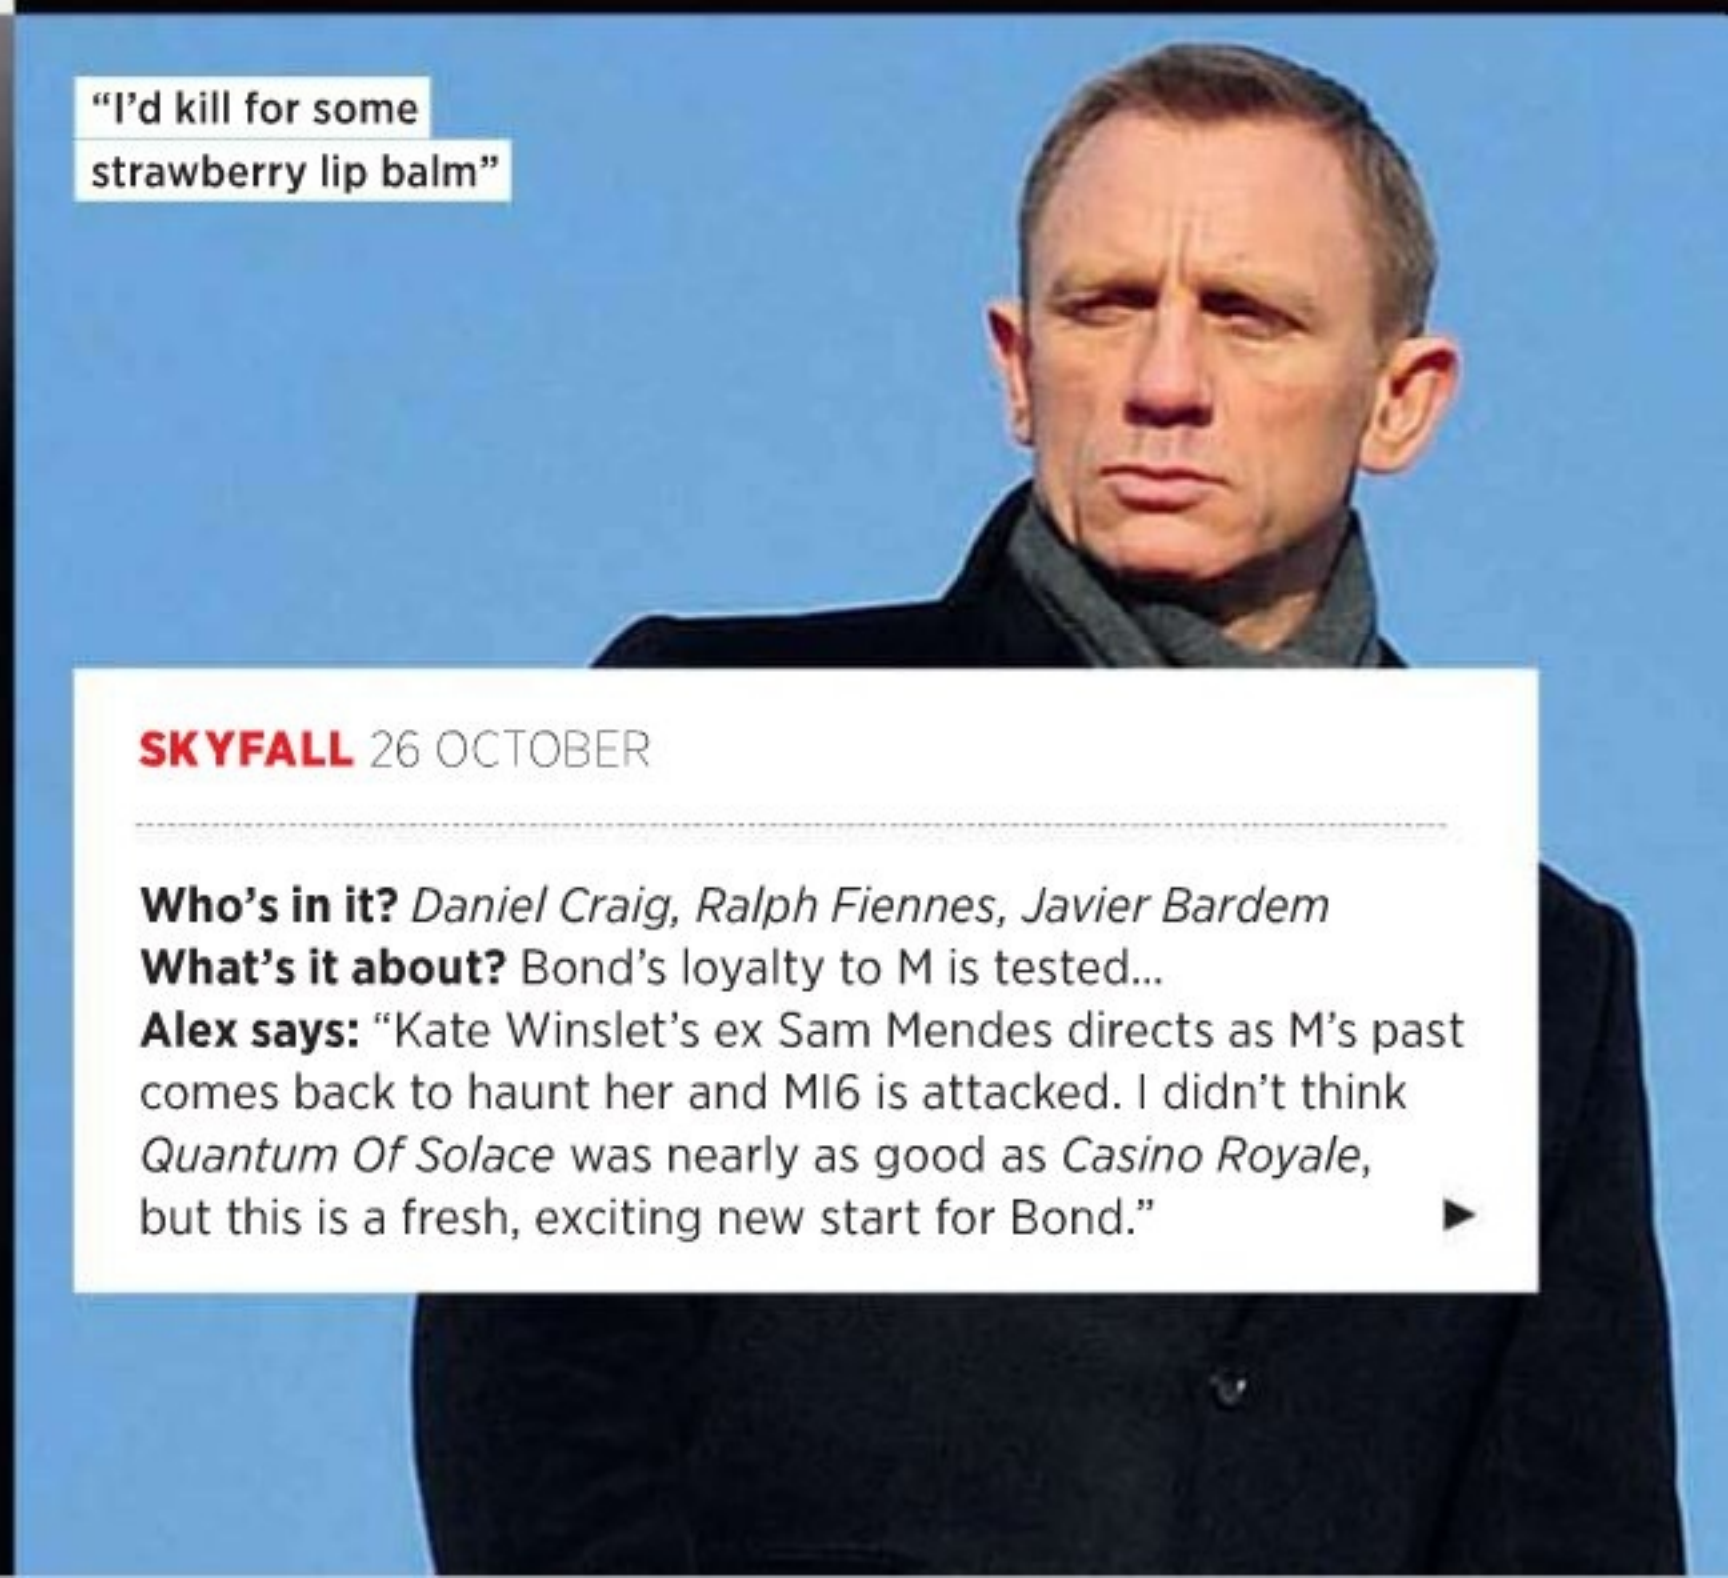 “I’d kill for some
strawberry lip balm”
SKYFALL 26 OCTOBER
Who’s in it? Daniel Craig, Ralph Fiennes, Javier Bardem
What’s it about? Bond’s loyalty to M is tested...
Alex says: “Kate Winslet’s ex Sam Mendes directs as M’s past
comes back to haunt her and MI6 is attacked. I didn’t think
Quantum Of Solace was nearly as good as Casino Royale,
but this is a fresh, exciting new start for Bond.”